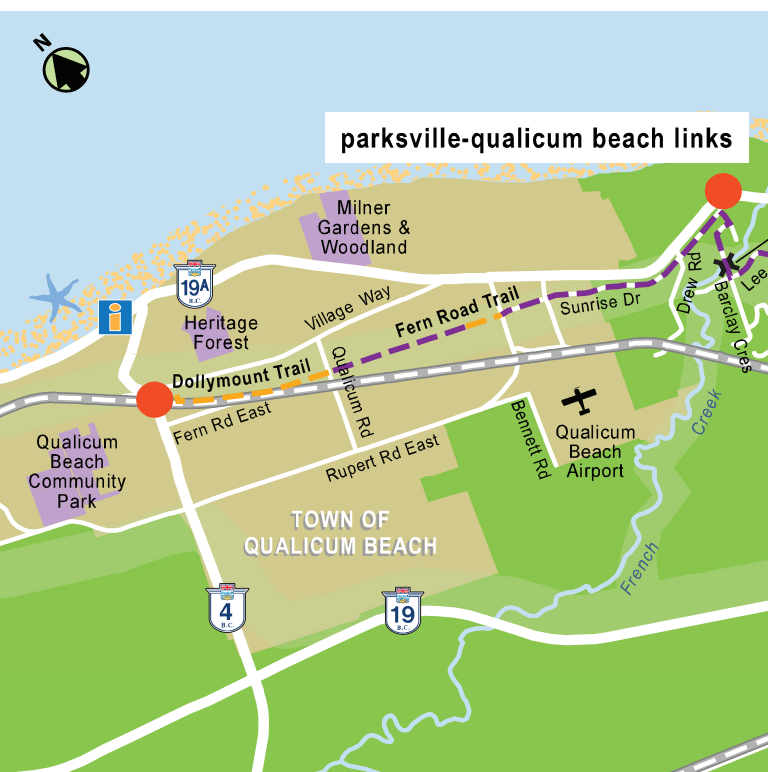 N
parksville-qualicum beach links
Milner
Gardens &
Woodland
19A
B.C.
Heritage
Forest
Village Way
Fern Road Trail
Sunrise Dr
Drew Rd
Lee
Barclay Cres
Dollymount Trail
Qualicum Rd
Fern Rd East
Rupert Rd East
Bennett Rd
Qualicum
Beach
Airport
Creek
French
Qualicum
Beach
Community
Park
TOWN OF
QUALICUM BEACH
4
B.C.
19
B.C.
i